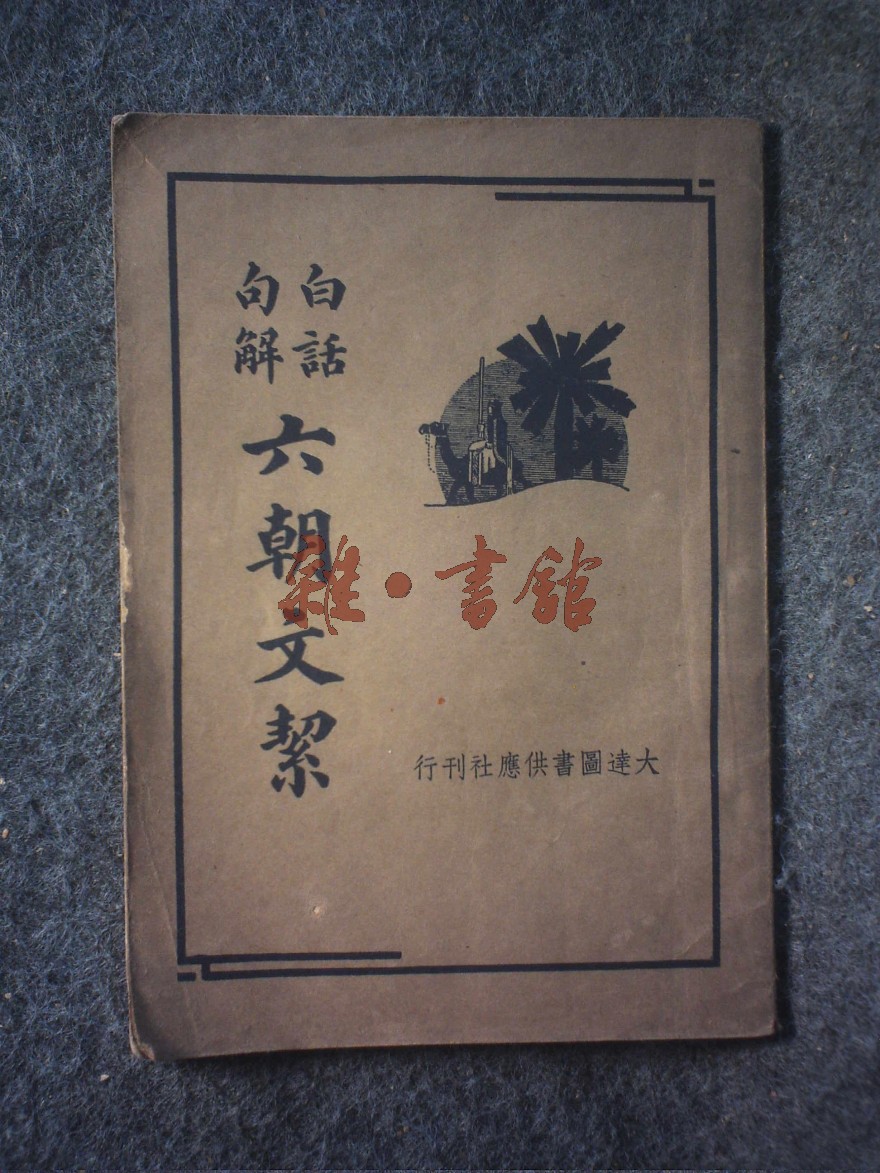 白話
句解
六朝文絜
大達圖書供應社刊行
雜·書館